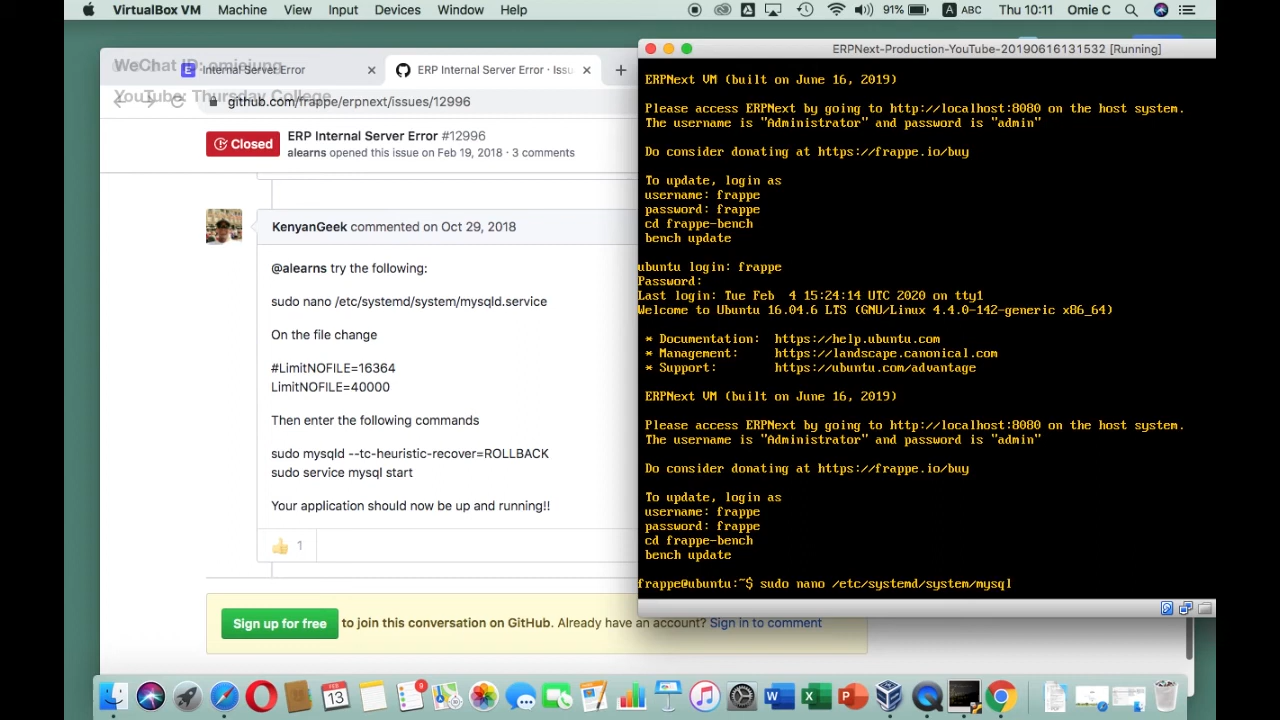 VirtualBox VM Machine View Input Devices Window Help
91% A ABC Thu 10:11 Omie C
WeChat ID: omiejung
YouTube: Thursday College
Internal Server Error
ERP Internal Server Error · Issu
github.com/frappe/erpnext/issues/12996
Closed
ERP Internal Server Error #12996
alearns opened this issue on Feb 19, 2018 · 3 comments
KenyanGeek commented on Oct 29, 2018
@alearns try the following:
sudo nano /etc/systemd/system/mysqld.service
On the file change
#LimitNOFILE=16364
LimitNOFILE=40000
Then enter the following commands
sudo mysqld --tc-heuristic-recover=ROLLBACK
sudo service mysql start
Your application should now be up and running!!
1
Sign up for free to join this conversation on GitHub. Already have an account? Sign in to comment
ERPNext-Production-YouTube-20190616131532 [Running]
ERPNext VM (built on June 16, 2019)
Please access ERPNext by going to http://localhost:8080 on the host system.
The username is "Administrator" and password is "admin"
Do consider donating at https://frappe.io/buy
To update, login as
username: frappe
password: frappe
cd frappe-bench
bench update
ubuntu login: frappe
Password:
Last login: Tue Feb  4 15:24:14 UTC 2020 on tty1
Welcome to Ubuntu 16.04.6 LTS (GNU/Linux 4.4.0-142-generic x86_64)
* Documentation:  https://help.ubuntu.com
* Management:     https://landscape.canonical.com
* Support:        https://ubuntu.com/advantage
ERPNext VM (built on June 16, 2019)
Please access ERPNext by going to http://localhost:8080 on the host system.
The username is "Administrator" and password is "admin"
Do consider donating at https://frappe.io/buy
To update, login as
username: frappe
password: frappe
cd frappe-bench
bench update
frappe@ubuntu:~$ sudo nano /etc/systemd/system/mysql